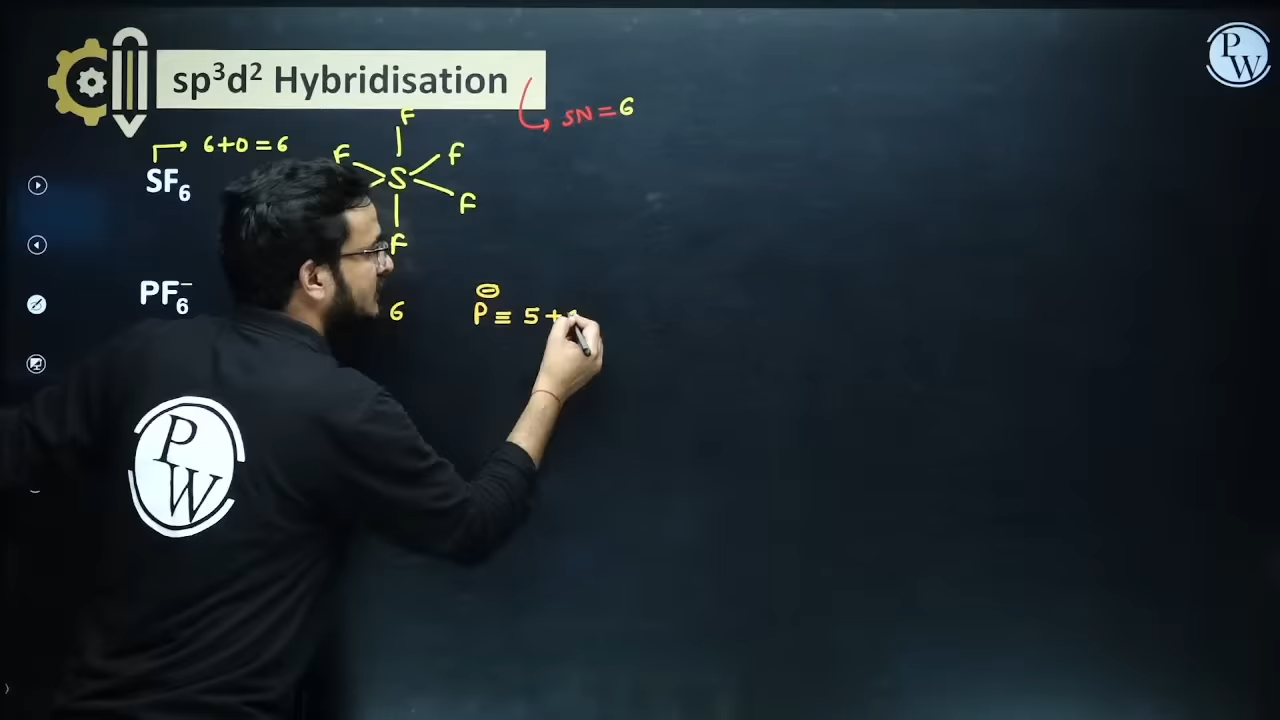 sp³d² Hybridisation
SN = 6
6+0 = 6
SF₆
F
F
F
S
F
F
PF₆⁻
6
P⊖ ≡ 5 +
PW
PW